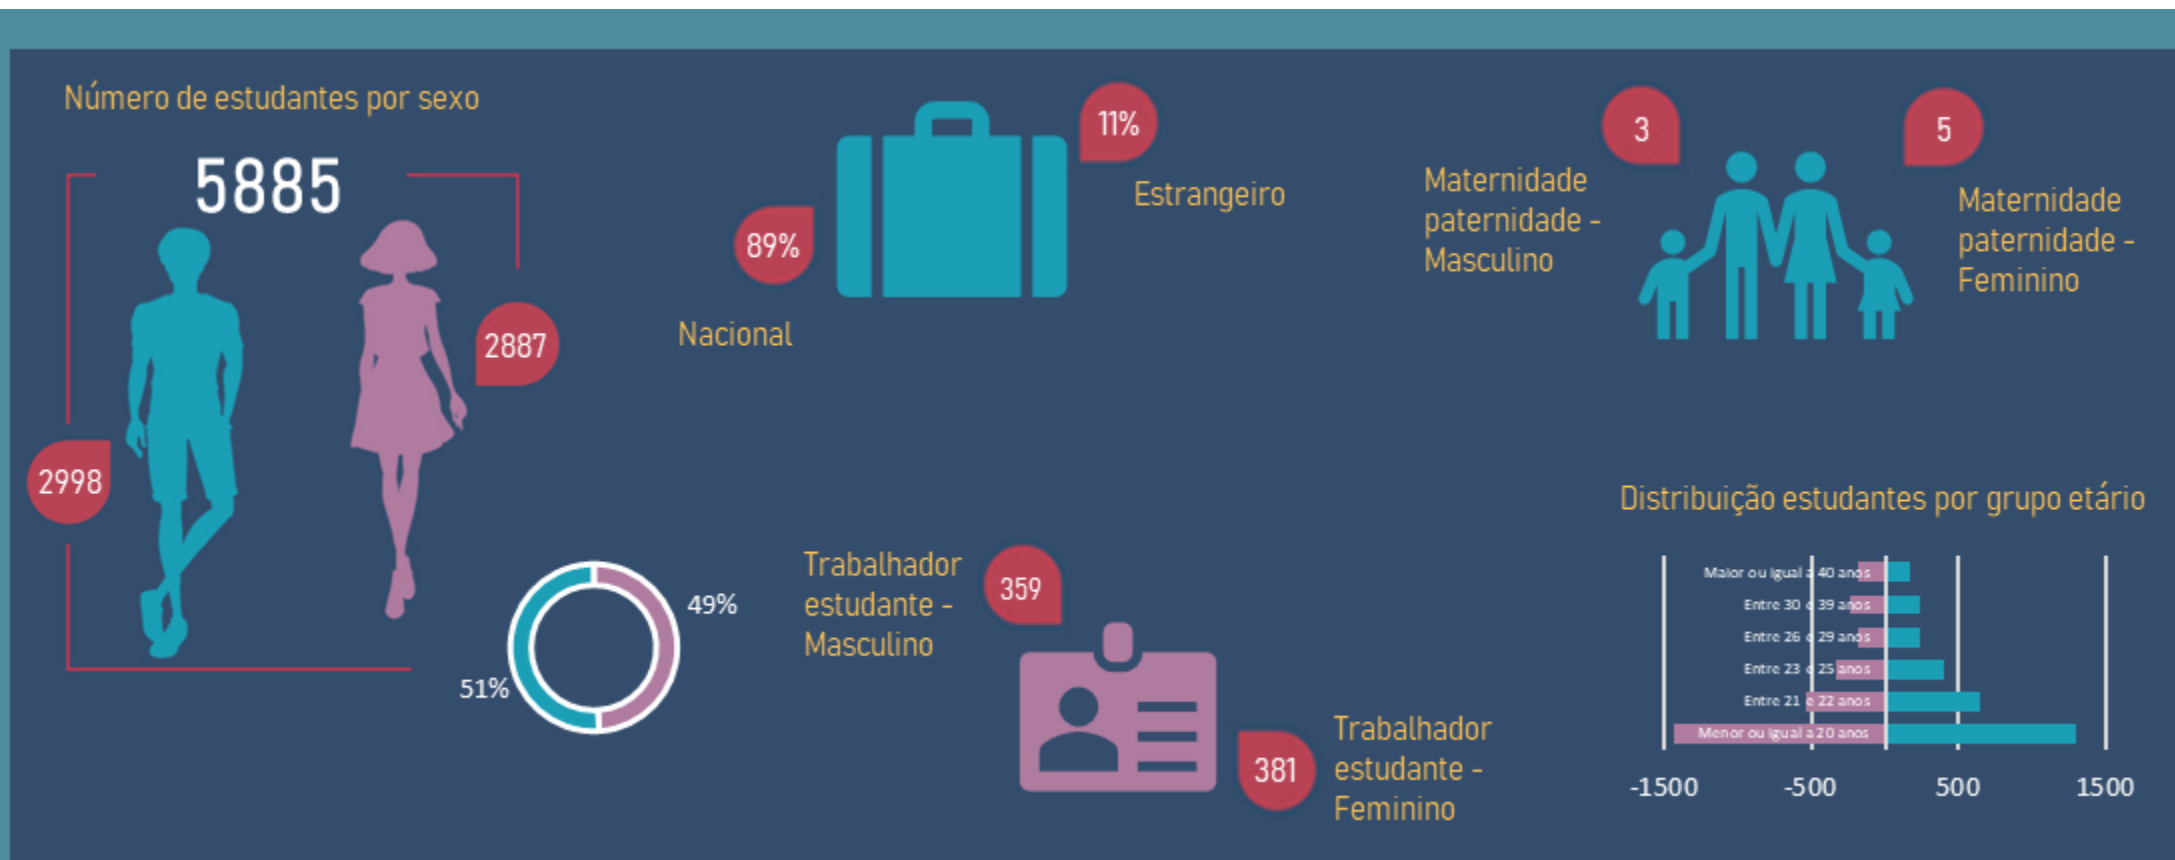 Número de estudantes por sexo
5885
2998
2887
51%
49%
89%
Nacional
11%
Estrangeiro
Trabalhador
estudante -
Masculino
359
381
Trabalhador
estudante -
Feminino
3
Maternidade
paternidade -
Masculino
5
Maternidade
paternidade -
Feminino
Distribuição estudantes por grupo etário
Maior ou igual a 40 anos
Entre 30 e 39 anos
Entre 26 e 29 anos
Entre 23 e 25 anos
Entre 21 e 22 anos
Menor ou igual a 20 anos
-1500 -500 500 1500